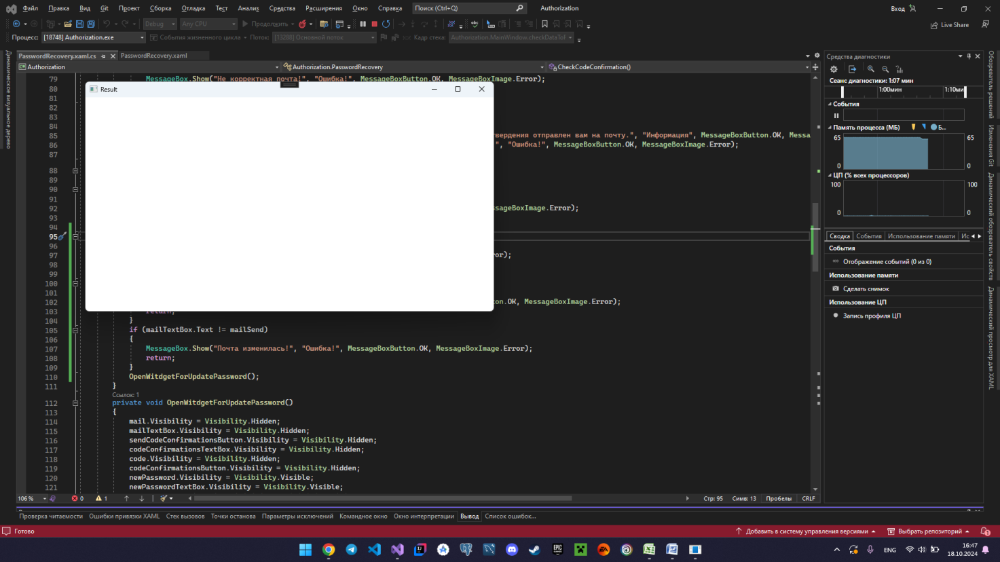 Файл Правка Вид Git Проект Сборка Отладка Тест Анализ Средства Расширения Окно Справка Поиск (Ctrl+Q) Authorization Вход
Debug Any CPU Продолжить Live Share
Процесс: [18748] Authorization.exe События жизненного цикла Поток: [13288] Основной поток Кадр стека: Authorization.MainWindow.checkDataTof
PasswordRecovery.xaml.cs PasswordRecovery.xaml
Authorization Authorization.PasswordRecovery CheckCodeConfirmation()
79 MessageBox.Show("Не корректная почта!", "Ошибка!", MessageBoxButton.OK, MessageBoxImage.Error);
Result
80
81
82
83
84
85 твердения отправлен вам на почту.", "Информация", MessageBoxButton.OK, Messa
86 ", "Ошибка!", MessageBoxButton.OK, MessageBoxImage.Error);
87
88
89
90
91
92 ssageBoxImage.Error);
93
94
95
96
97 ror);
98
99
100
101
102 on.OK, MessageBoxImage.Error);
103 return;
104 }
105 if (mailTextBox.Text != mailSend)
106 {
107 MessageBox.Show("Почта изменилась!", "Ошибка!", MessageBoxButton.OK, MessageBoxImage.Error);
108 return;
109 }
110 OpenWitdgetForUpdatePassword();
111 }
Ссылок: 1
112 private void OpenWitdgetForUpdatePassword()
113 {
114 mail.Visibility = Visibility.Hidden;
115 mailTextBox.Visibility = Visibility.Hidden;
116 sendCodeConfirmationsButton.Visibility = Visibility.Hidden;
117 codeConfirmationsTextBox.Visibility = Visibility.Hidden;
118 code.Visibility = Visibility.Hidden;
119 codeConfirmationsButton.Visibility = Visibility.Hidden;
120 newPassword.Visibility = Visibility.Visible;
121 newPasswordTextBox.Visibility = Visibility.Visible;
106 % 0 1 Стр: 95 Симв: 13 Пробелы CRLF
Динамическое визуальное дерево
Средства диагностики
Сеанс диагностики: 1:07 мин
1:00мин 1:10ми
События
Память процесса (МБ) Б...
65 65
0 0
ЦП (% всех процессоров)
100 100
0 0
Сводка События Использование памяти Ис
События
Отображение событий (0 из 0)
Использование памяти
Сделать снимок
Использование ЦП
Запись профиля ЦП
Обозреватель решений
Изменения Git
Динамический обозреватель свойств
Динамический просмотр для XAML
Проверка читаемости Ошибки привязки XAML Стек вызовов Точки останова Параметры исключений Командное окно Окно интерпретации Вывод Список ошибок...
Готово Добавить в систему управления версиями Выбрать репозиторий 1
EPIC GAMES EA ENG 16:47
18.10.2024